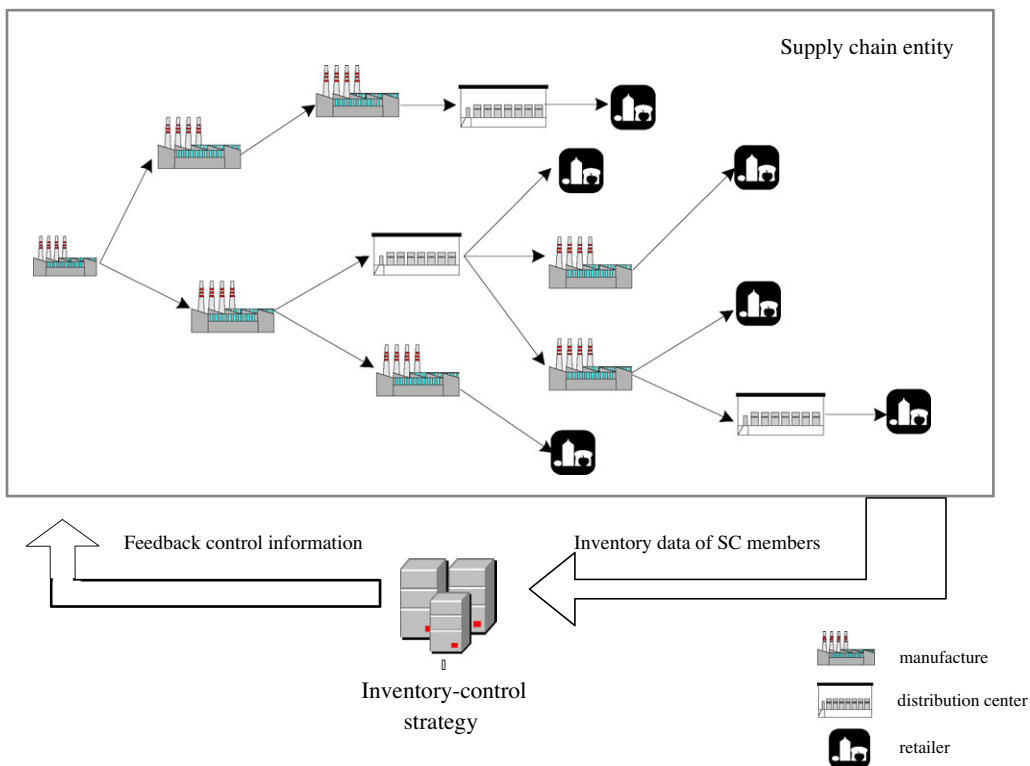 Supply chain entity
Feedback control information
Inventory data of SC members
Inventory-control
strategy
manufacture
distribution center
retailer